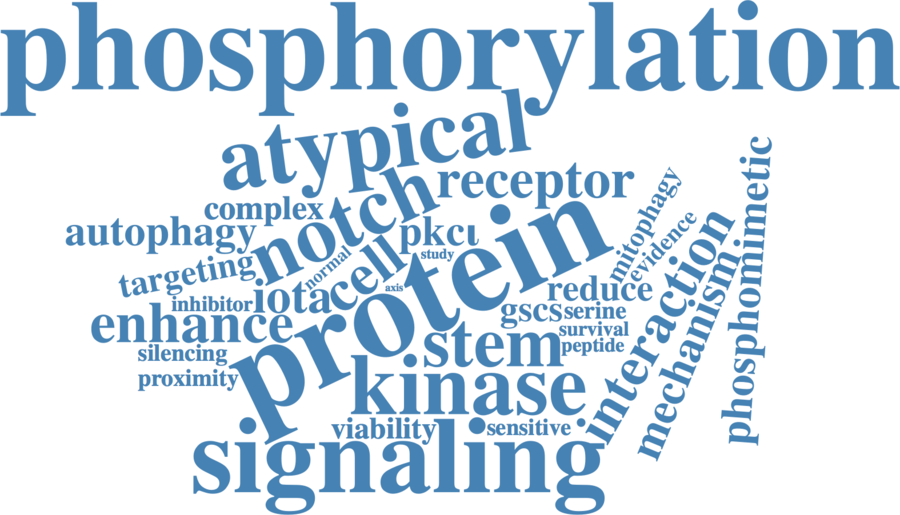 phosphorylation
atypical
receptor
notch
complex
autophagy
pkcι
study
normal
targeting
cell
axis
protein
mitophagy
evidence
phosphomimetic
interaction
mechanismi
inhibitor
iota
enhance
reduce
gscs
serine
survival
peptide
stem
silencing
proximity
kinase
viability
sensitive
signaling